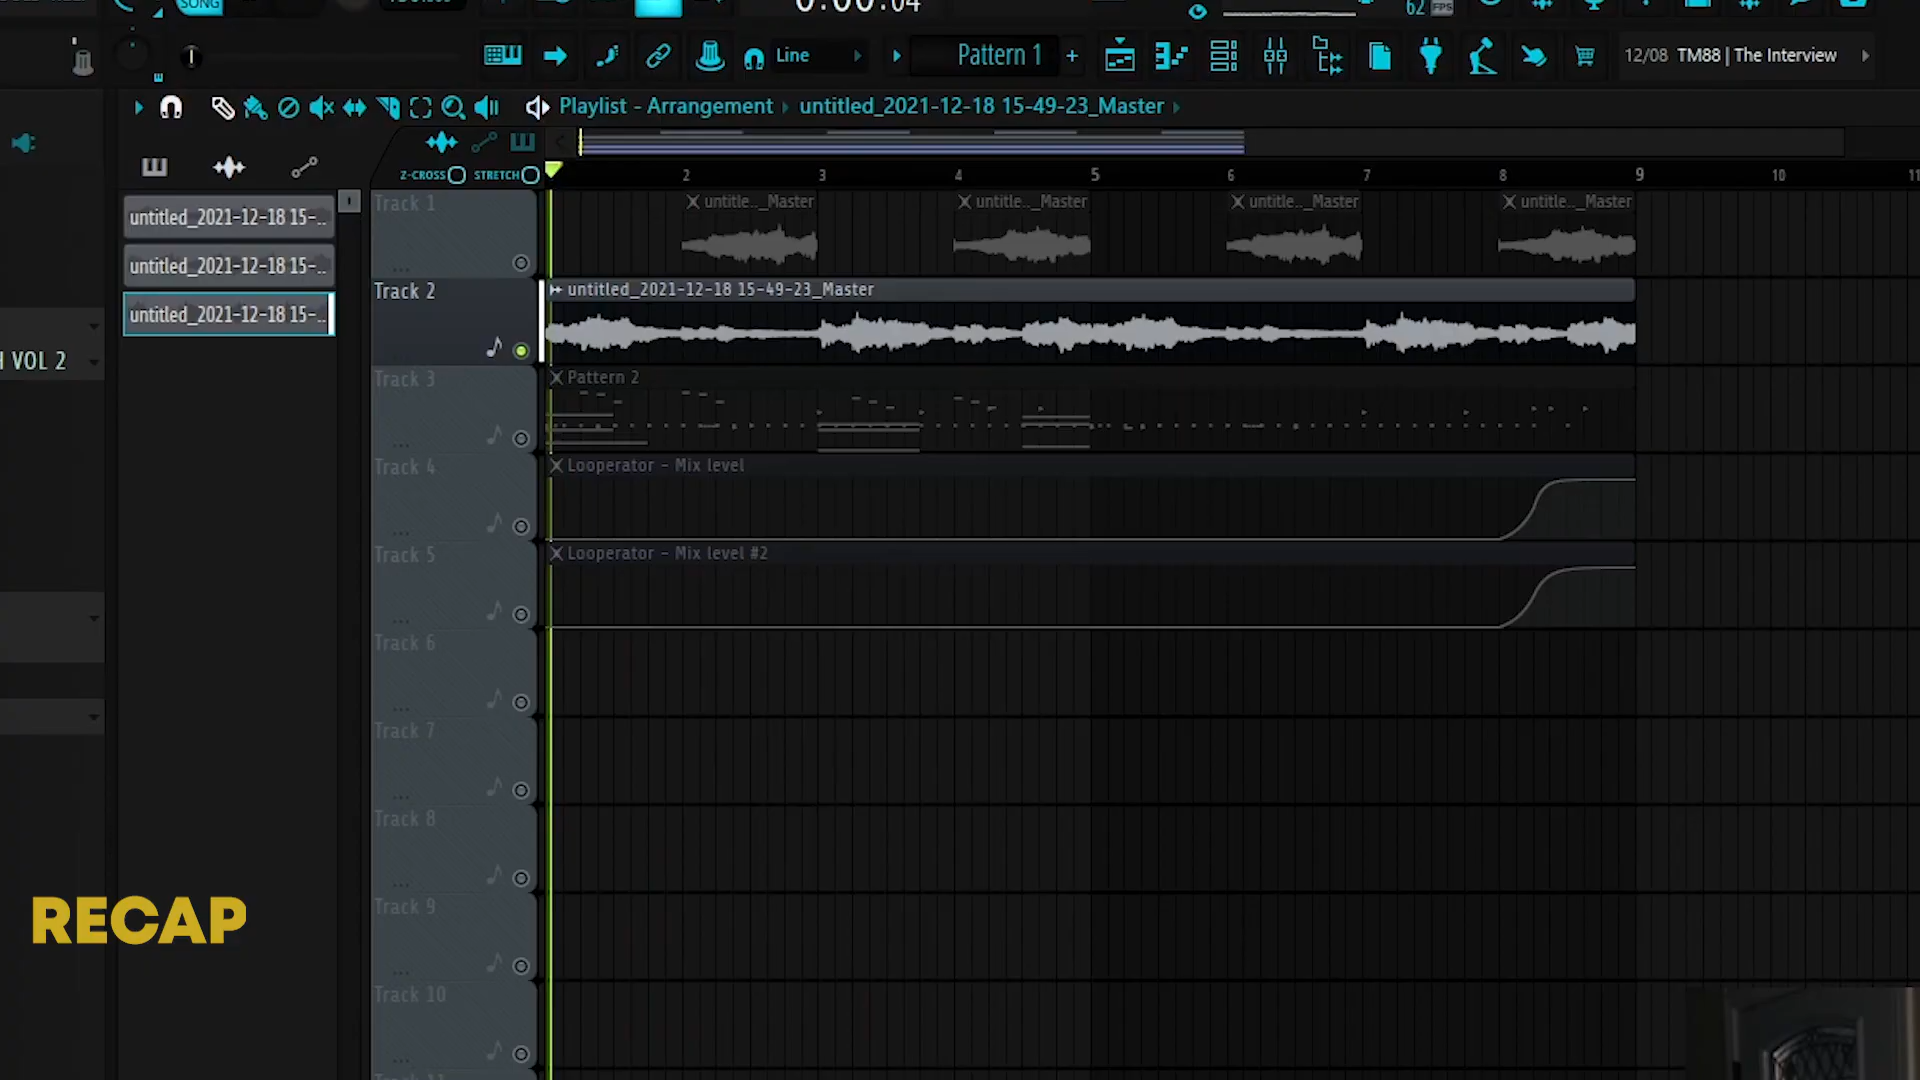 SONG
0:00:04
62 FPS
Line
Pattern 1
+
12/08 TM88 | The Interview
Playlist - Arrangement › untitled_2021-12-18 15-49-23_Master ›
Z-CROSS STRETCH
2 3 4 5 6 7 8 9 10 11
untitled_2021-12-18 15-..
untitled_2021-12-18 15-..
untitled_2021-12-18 15-..
VOL 2
Track 1
untitle.._Master untitle.._Master untitle.._Master untitle.._Master
Track 2
untitled_2021-12-18 15-49-23_Master
Track 3
Pattern 2
Track 4
Looperator - Mix level
Track 5
Looperator - Mix level #2
Track 6
Track 7
Track 8
Track 9
Track 10
RECAP